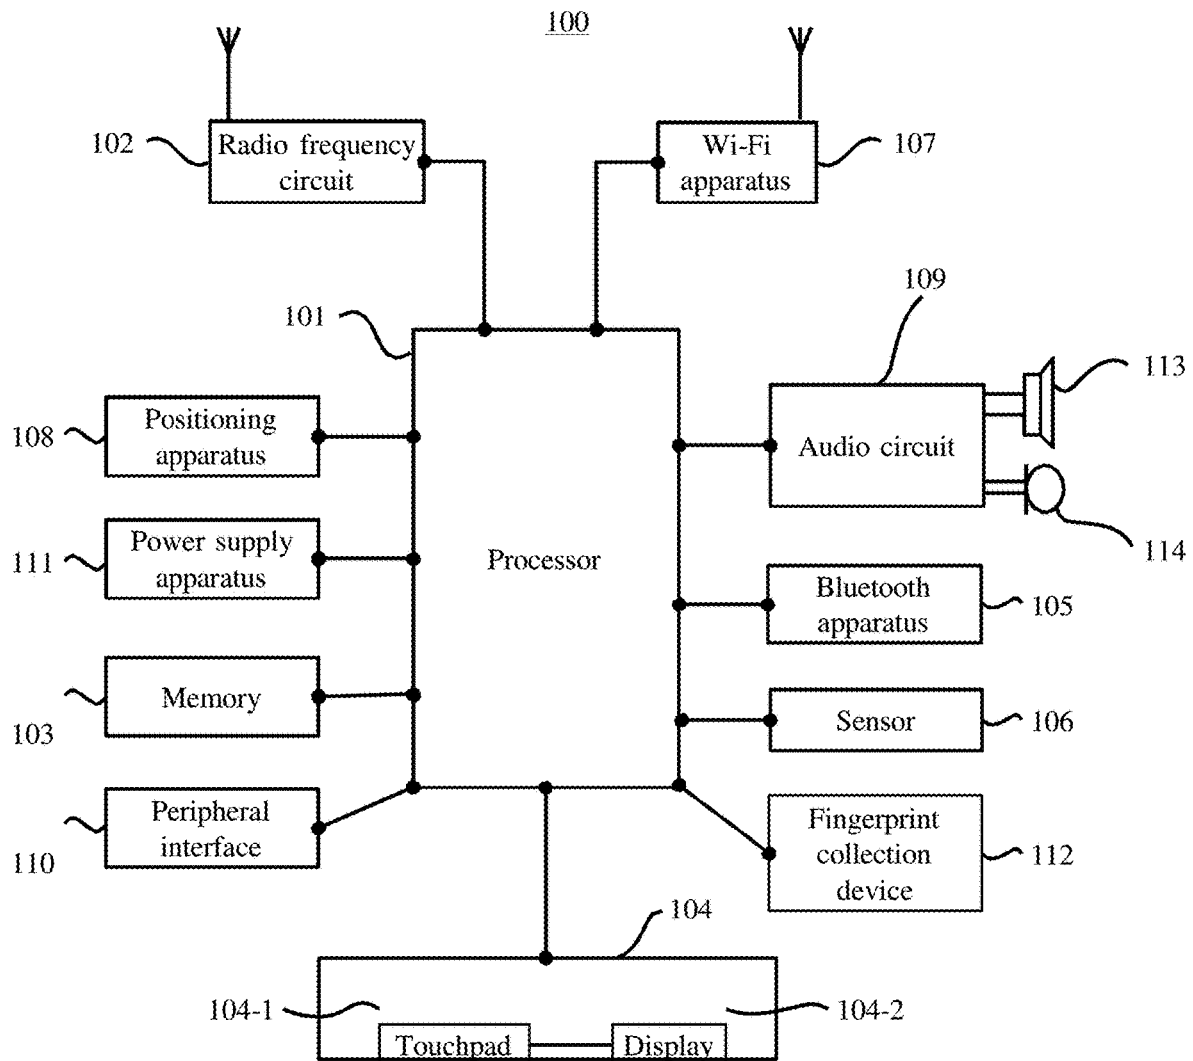 100
102
Radio frequency
circuit
Wi-Fi
apparatus
107
109
101
113
108
Positioning
apparatus
Audio circuit
114
111
Power supply
apparatus
Processor
Bluetooth
apparatus
105
103
Memory
Sensor
106
110
Peripheral
interface
Fingerprint
collection
device
112
104
104-1
104-2
Touchpad
Display